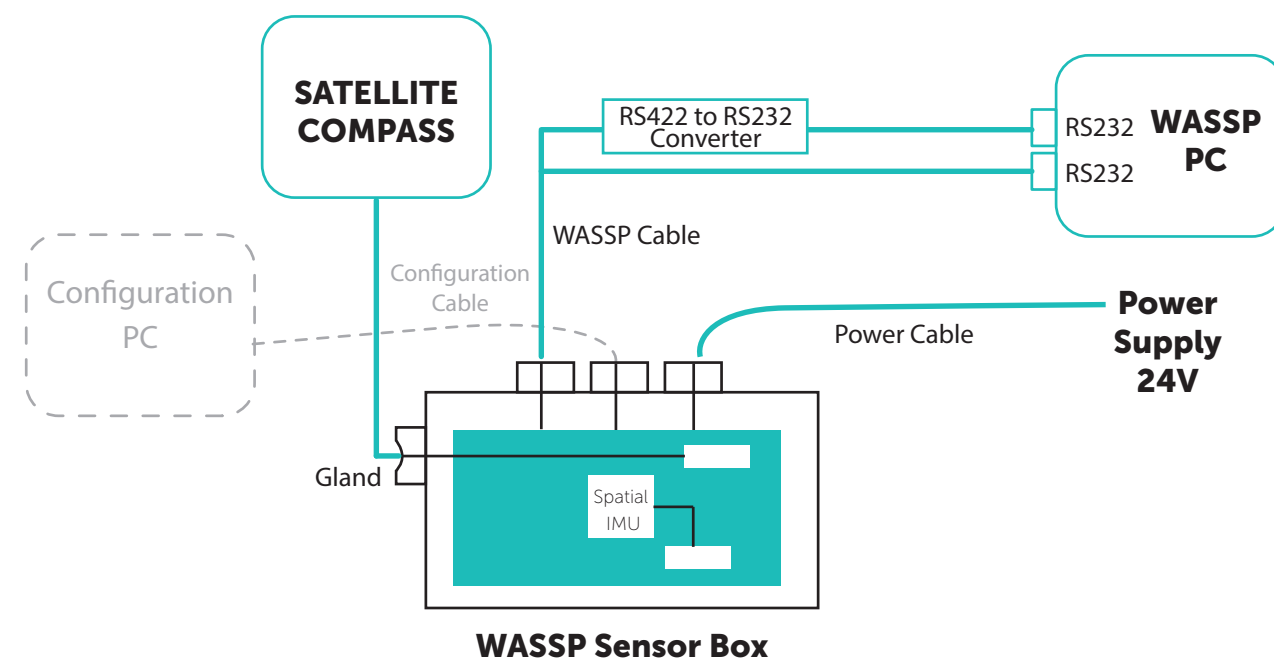 SATELLITE
COMPASS
RS422 to RS232
Converter
RS232
RS232
WASSP
PC
WASSP Cable
Configuration
Cable
Configuration
PC
Power Cable
Power
Supply
24V
Gland
Spatial
IMU
WASSP Sensor Box